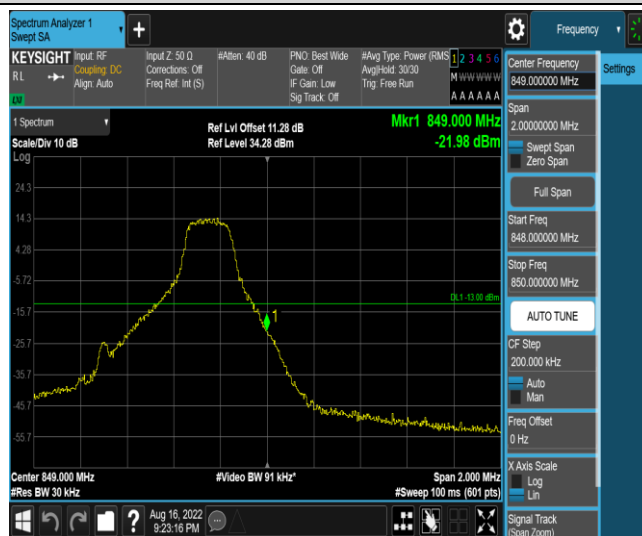 Spectrum Analyzer 1
Swept SA
Frequency
KEYSIGHT
RL
LXI
Input: RF
Coupling: DC
Align: Auto
Input Z: 50 Ω
Corrections: Off
Freq Ref: Int (S)
#Atten: 40 dB
PNO: Best Wide
Gate: Off
IF Gain: Low
Sig Track: Off
#Avg Type: Power (RMS
Avg|Hold: 30/30
Trig: Free Run
1 2 3 4 5 6
M W W W W W
A A A A A A
1 Spectrum
Scale/Div 10 dB
Log
Ref Lvl Offset 11.28 dB
Ref Level 34.28 dBm
Mkr1 849.000 MHz
-21.98 dBm
24.3
14.3
4.28
-5.72
-15.7
-25.7
-35.7
-45.7
-55.7
DL1 -13.00 dBm
1
Center 849.000 MHz
#Res BW 30 kHz
#Video BW 91 kHz*
Span 2.000 MHz
#Sweep 100 ms (601 pts)
Aug 16, 2022
9:23:16 PM
Center Frequency
849.000000 MHz
Settings
Span
2.00000000 MHz
Swept Span
Zero Span
Full Span
Start Freq
848.000000 MHz
Stop Freq
850.000000 MHz
AUTO TUNE
CF Step
200.000 kHz
Auto
Man
Freq Offset
0 Hz
X Axis Scale
Log
Lin
Signal Track
(Span Zoom)